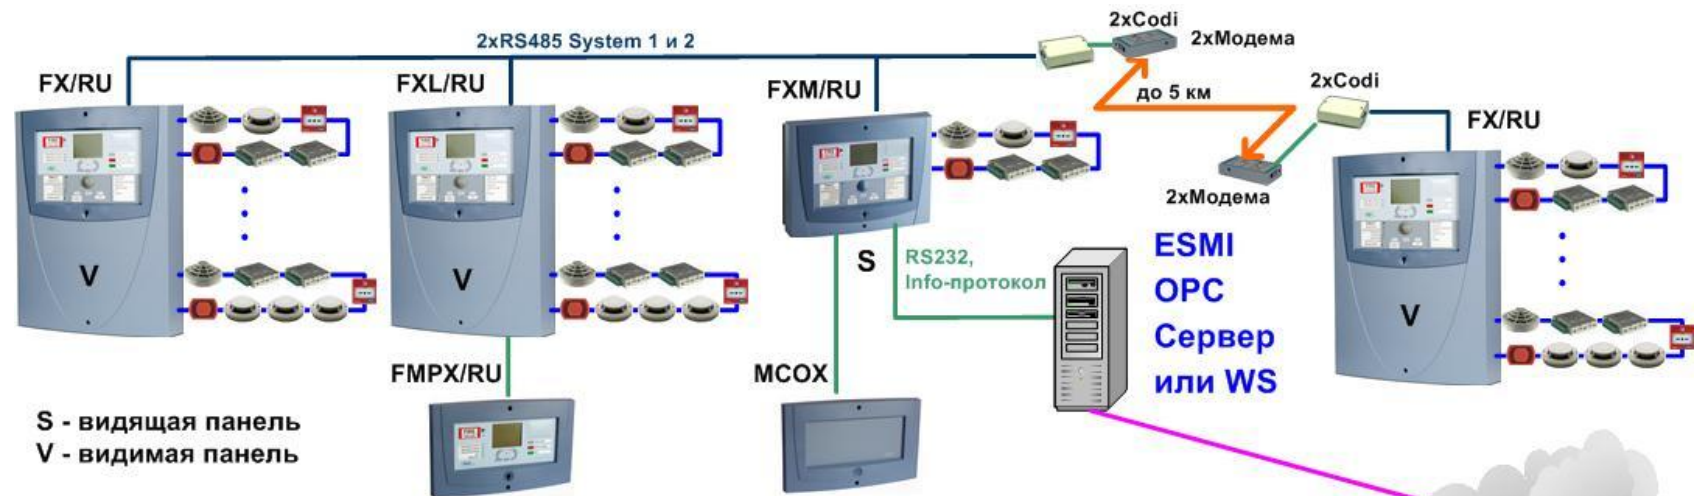 2xCodi
2xМодема
2xRS485 System 1 и 2
FX/RU
FXL/RU
FXM/RU
до 5 км
2xCodi
FX/RU
2xМодема
V
V
S
RS232,
Info-протокол
ESMI
OPC
Сервер
или WS
V
FMPX/RU
MCOX
S - видящая панель
V - видимая панель